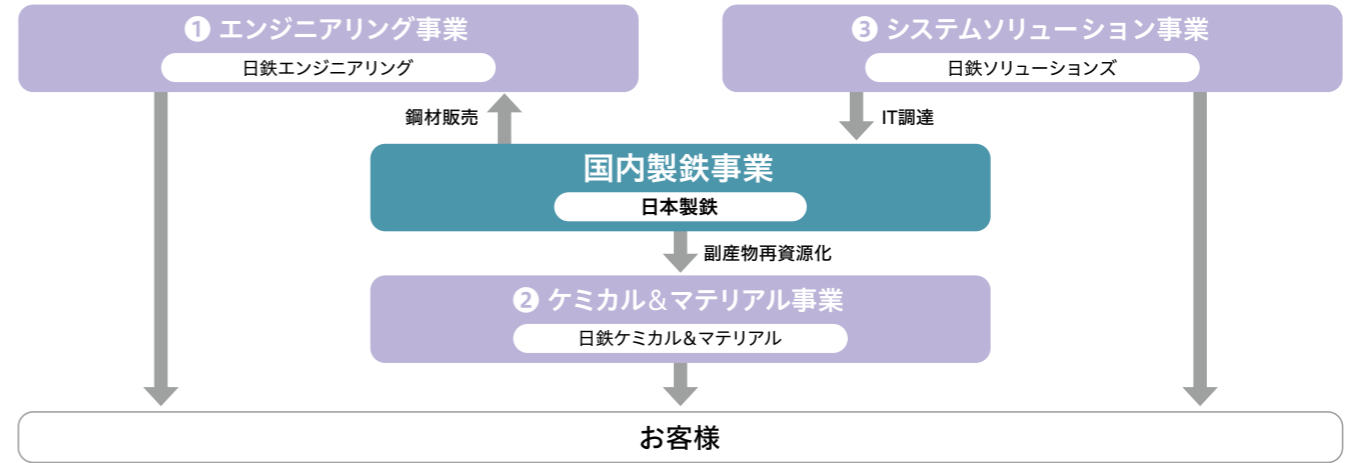 ❶ エンジニアリング事業
日鉄エンジニアリング
❸ システムソリューション事業
日鉄ソリューションズ
鋼材販売
IT調達
国内製鉄事業
日本製鉄
副産物再資源化
❷ ケミカル&マテリアル事業
日鉄ケミカル&マテリアル
お客様